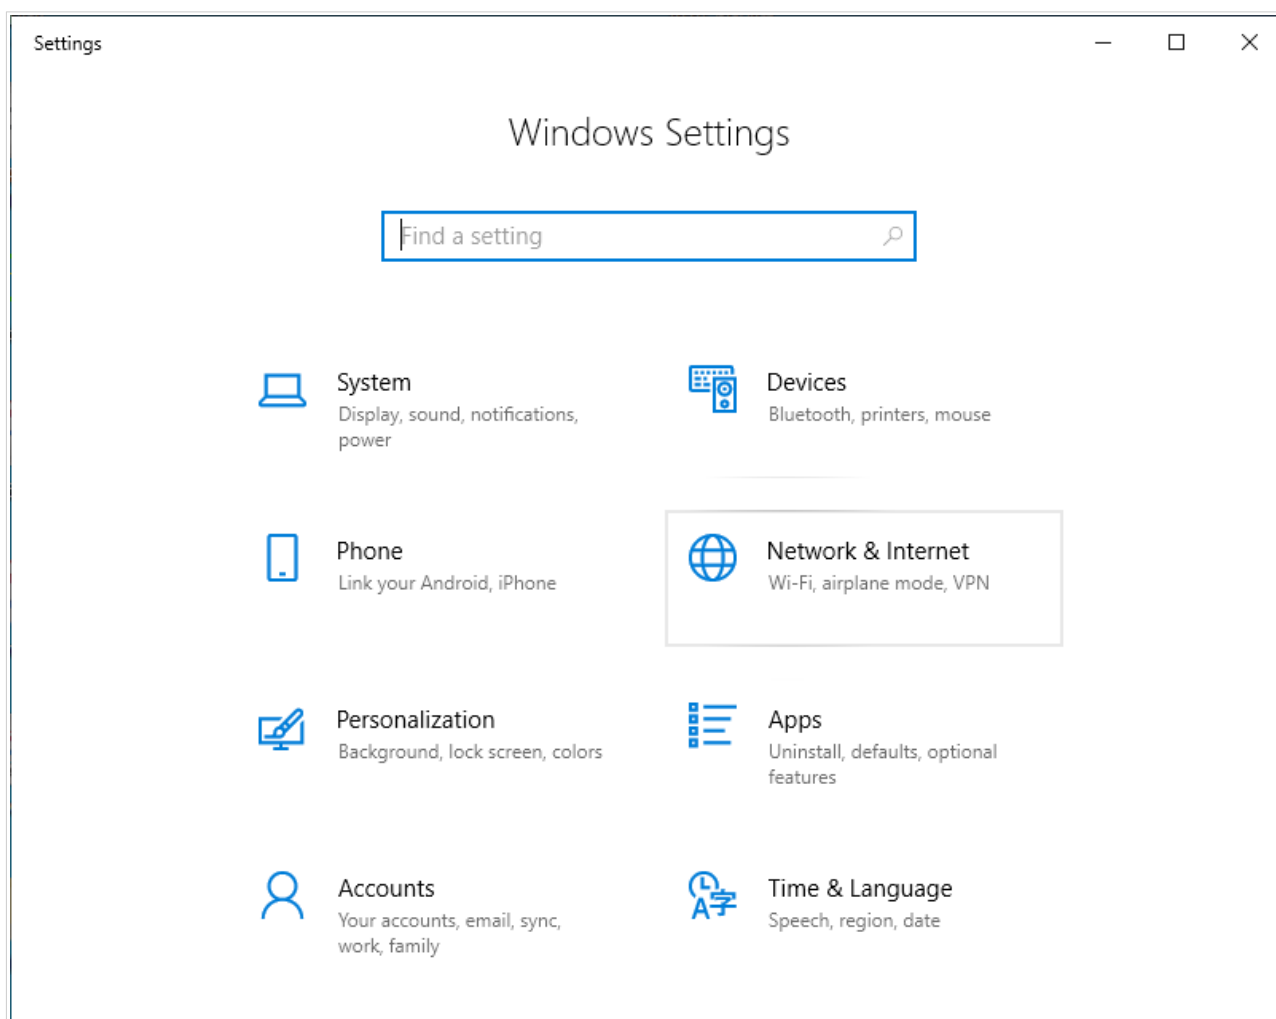 Settings
Windows Settings
Find a setting
System
Display, sound, notifications,
power
Devices
Bluetooth, printers, mouse
Phone
Link your Android, iPhone
Network & Internet
Wi-Fi, airplane mode, VPN
Personalization
Background, lock screen, colors
Apps
Uninstall, defaults, optional
features
Accounts
Your accounts, email, sync,
work, family
Time & Language
Speech, region, date